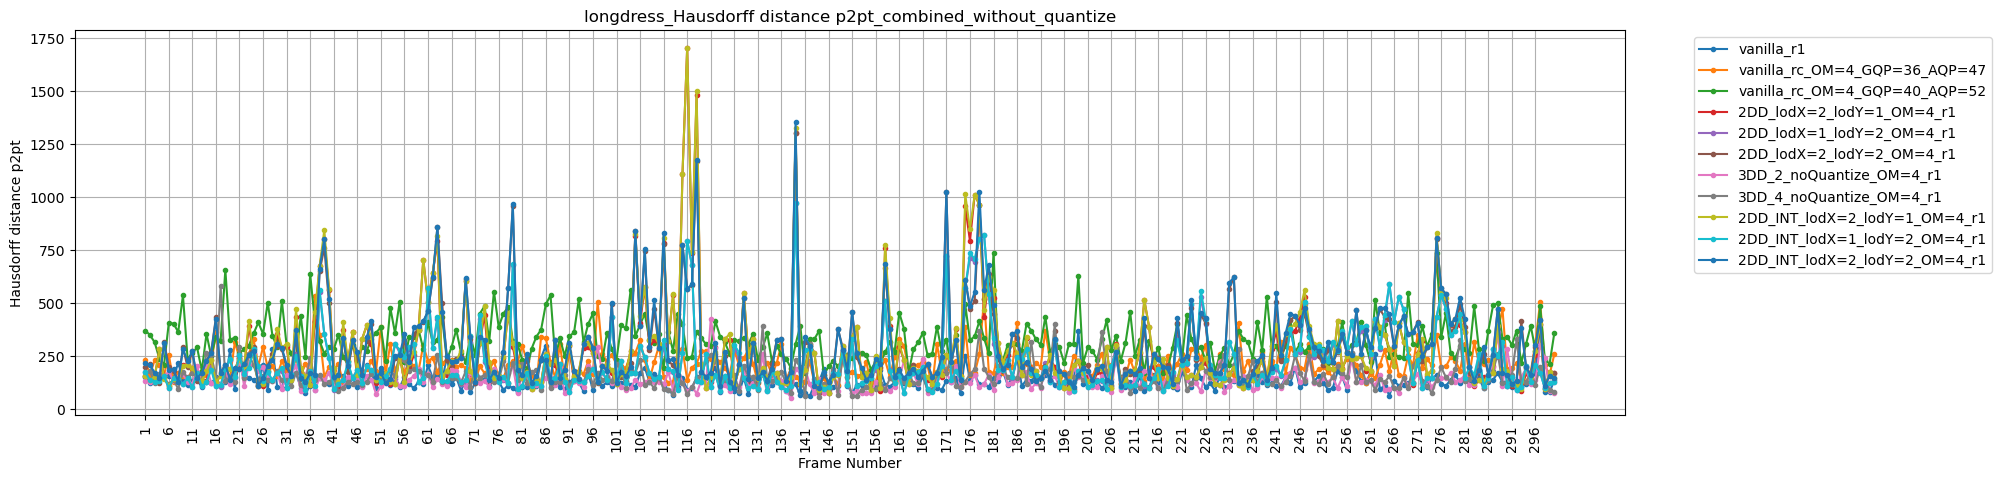 longdress_Hausdorff distance p2pt_combined_without_quantize
Hausdorff distance p2pt
1750
1500
1250
1000
750
500
250
0
1 6 11 16 21 26 31 36 41 46 51 56 61 66 71 76 81 86 91 96 101 106 111 116 121 126 131 136 141 146 151 156 161 166 171 176 181 186 191 196 201 206 211 216 221 226 231 236 241 246 251 256 261 266 271 276 281 286 291 296
Frame Number
vanilla_r1
vanilla_rc_OM=4_GQP=36_AQP=47
vanilla_rc_OM=4_GQP=40_AQP=52
2DD_lodX=2_lodY=1_OM=4_r1
2DD_lodX=1_lodY=2_OM=4_r1
2DD_lodX=2_lodY=2_OM=4_r1
3DD_2_noQuantize_OM=4_r1
3DD_4_noQuantize_OM=4_r1
2DD_INT_lodX=2_lodY=1_OM=4_r1
2DD_INT_lodX=1_lodY=2_OM=4_r1
2DD_INT_lodX=2_lodY=2_OM=4_r1